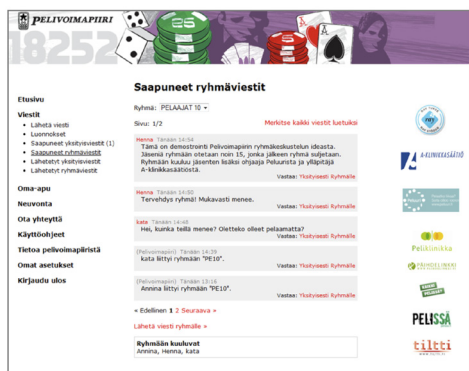 PELIVOIMAPIIRI
18252
Etusivu
Viestit
Lähetä viesti
Luonnokset
Saapuneet yksityisviestit (1)
Saapuneet ryhmäviestit
Lähetetyt yksityisviestit
Lähetetyt ryhmäviestit
Oma-apu
Neuvonta
Ota yhteyttä
Käyttöohjeet
Tietoa pelivoimapiiristä
Omat asetukset
Kirjaudu ulos
Saapuneet ryhmäviestit
Ryhmä: PELAAJAT 10
Sivu: 1/2 Merkitse kaikki viestit luetuiksi
Henna Tänään 14:54
Tämä on demostrointi Pelivoimapiirin ryhmäkeskustelun ideasta.
Jäseniä ryhmään otetaan noin 15, jonka jälkeen ryhmä suljetaan.
Ryhmään kuuluu jäsenten lisäksi ohjaaja Peluurista ja ylläpitäjä
A-klinikkasäätiöstä.
Vastaa: Yksityisesti Ryhmälle
Henna Tänään 14:50
Tervehdys ryhmä! Mukavasti menee.
Vastaa: Yksityisesti Ryhmälle
kata Tänään 14:48
Hei, kuinka teillä menee? Oletteko olleet pelaamatta?
Vastaa: Yksityisesti Ryhmälle
(Pelivoimapiiri) Tänään 14:39
kata liittyi ryhmään "PE10".
Vastaa: Yksityisesti Ryhmälle
(Pelivoimapiiri) Tänään 13:16
Annina liittyi ryhmään "PE10".
Vastaa: Yksityisesti Ryhmälle
« Edellinen 1 2 Seuraava »
Lähetä viesti ryhmälle »
Ryhmään kuuluvat
Annina, Henna, kata
A-KLINIKKASÄÄTIÖ
Peliklinikka
PELISSÄ
tiltti